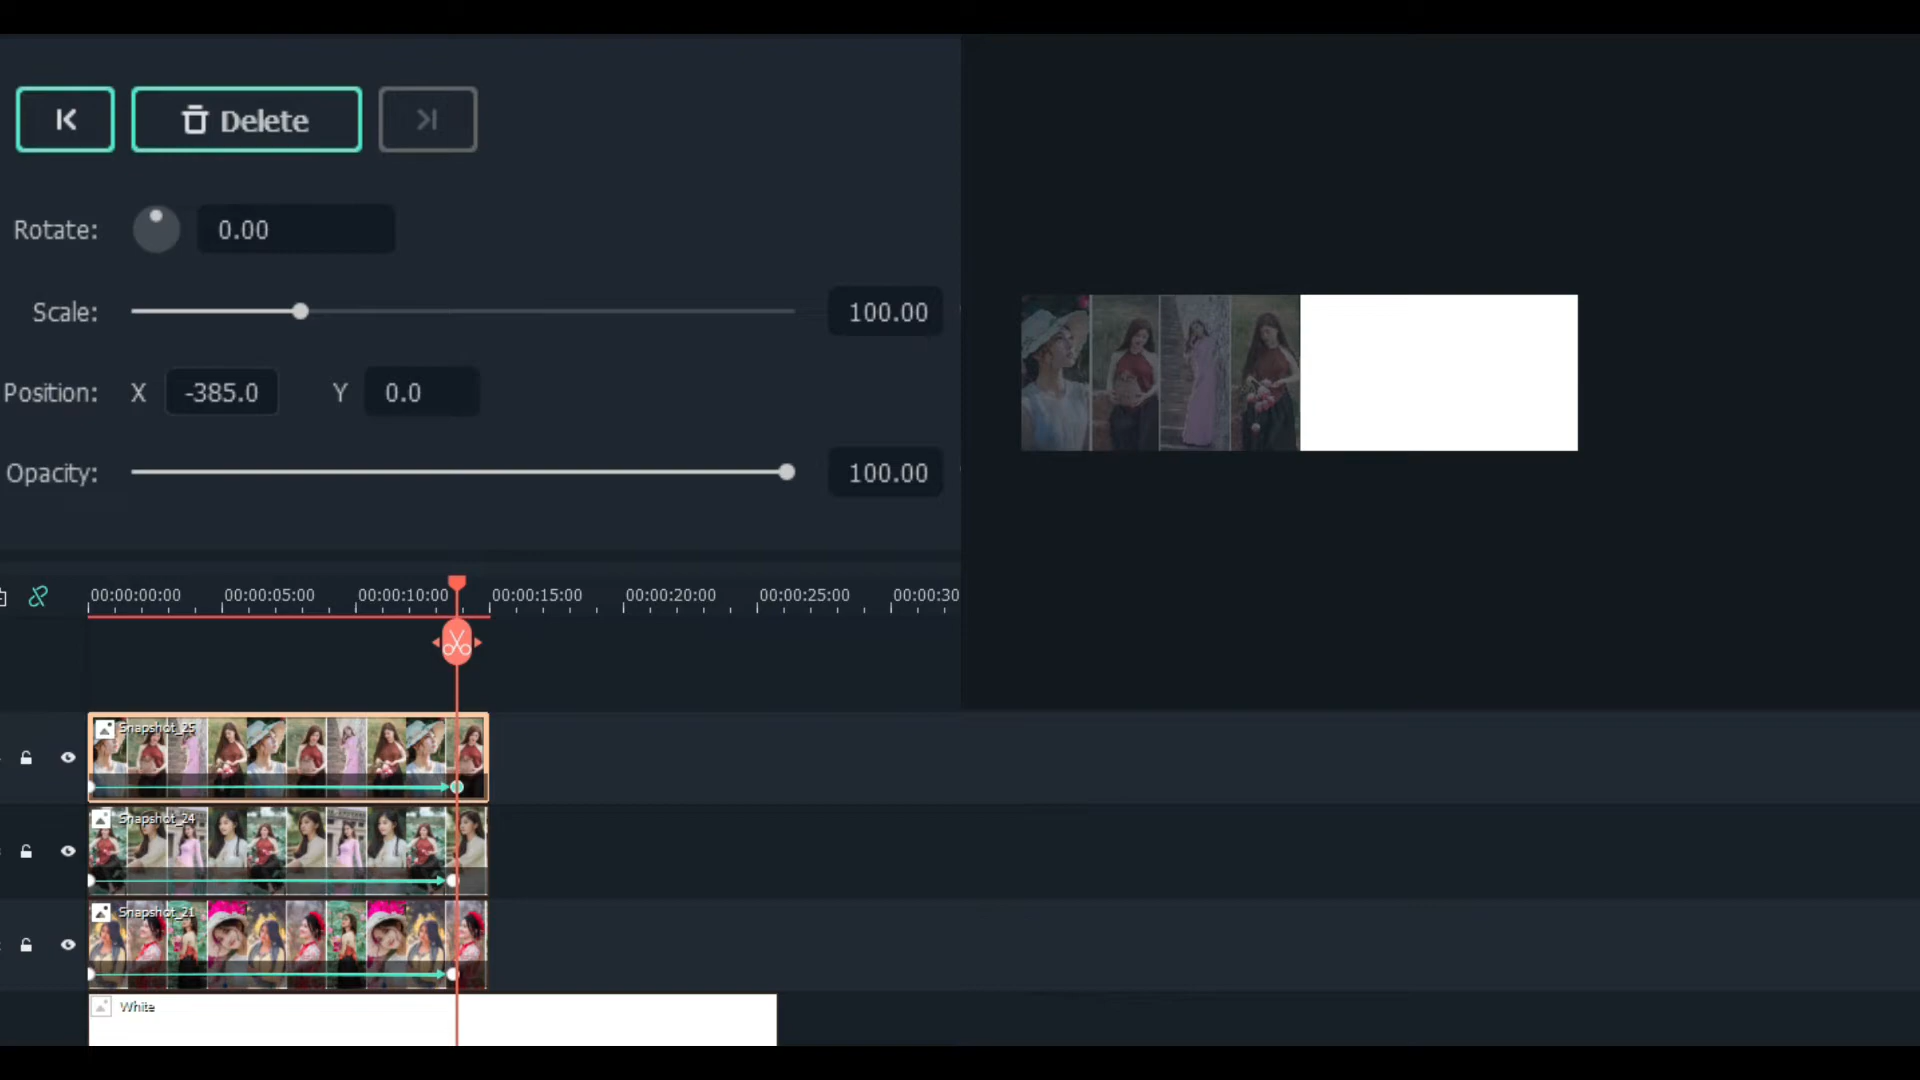 Delete
Rotate: 0.00
Scale: 100.00
Position: X -385.0 Y 0.0
Opacity: 100.00
00:00:00:00 00:00:05:00 00:00:10:00 00:00:15:00 00:00:20:00 00:00:25:00 00:00:30
Snapshot_25
Snapshot_24
Snapshot_21
White